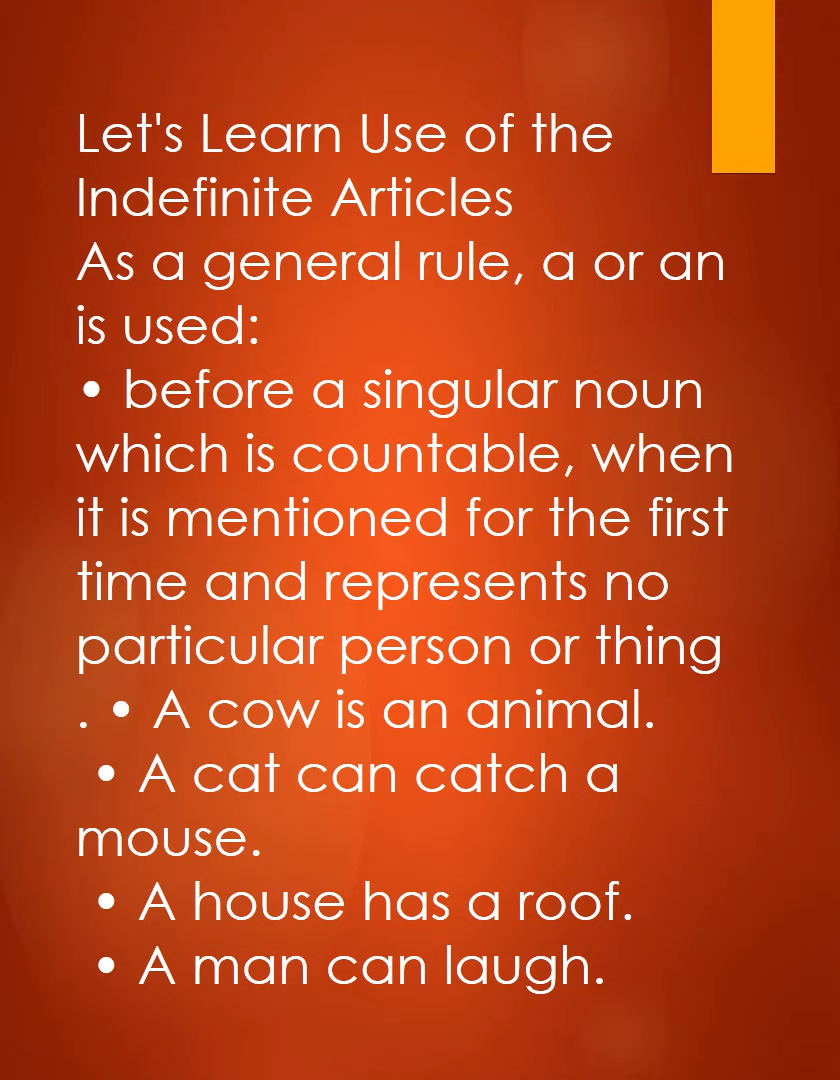 Let's Learn Use of the
Indefinite Articles
As a general rule, a or an
is used:
• before a singular noun
which is countable, when
it is mentioned for the first
time and represents no
particular person or thing
. • A cow is an animal.
• A cat can catch a
mouse.
• A house has a roof.
• A man can laugh.